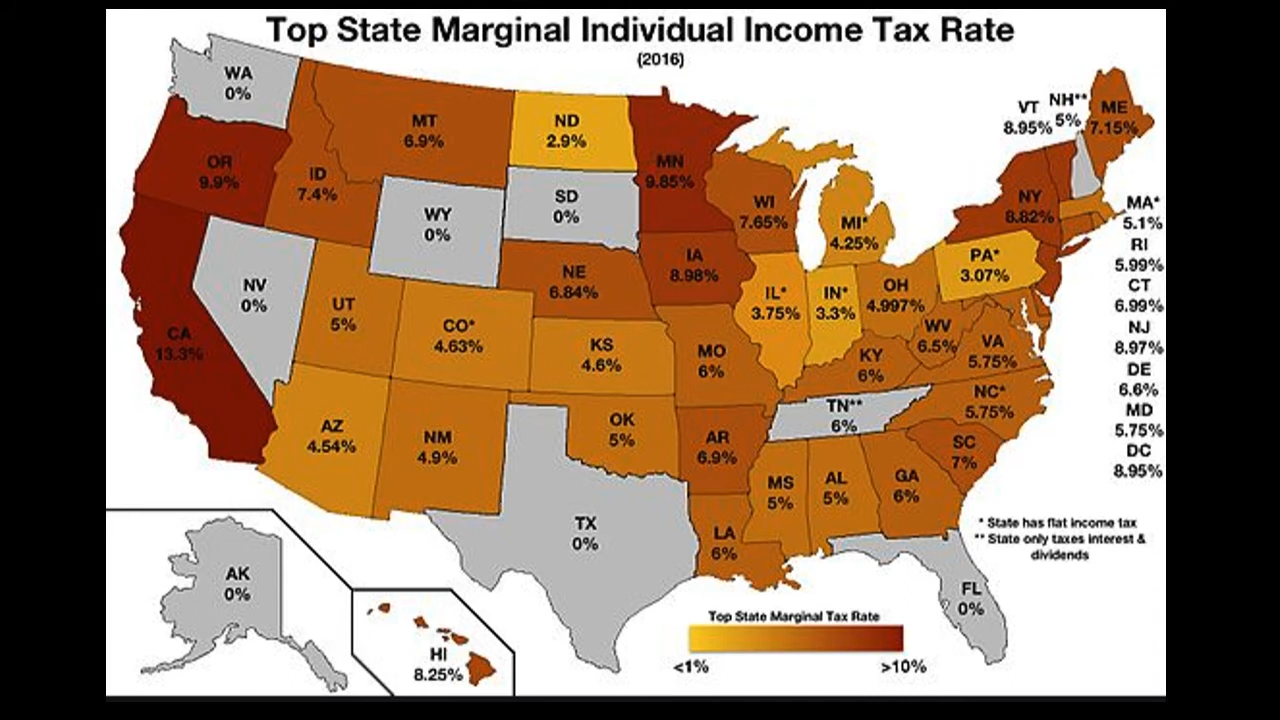 Top State Marginal Individual Income Tax Rate
(2016)
WA
0%
OR
9.9%
CA
13.3%
NV
0%
ID
7.4%
MT
6.9%
WY
0%
UT
5%
AZ
4.54%
CO*
4.63%
NM
4.9%
ND
2.9%
SD
0%
NE
6.84%
KS
4.6%
OK
5%
TX
0%
MN
9.85%
IA
8.98%
MO
6%
AR
6.9%
LA
6%
WI
7.65%
IL*
3.75%
MI*
4.25%
IN*
3.3%
OH
4.997%
KY
6%
TN**
6%
MS
5%
AL
5%
GA
6%
FL
0%
SC
7%
NC*
5.75%
VA
5.75%
WV
6.5%
PA*
3.07%
NY
8.82%
VT
8.95%
NH**
5%
ME
7.15%
MA*
5.1%
RI
5.99%
CT
6.99%
NJ
8.97%
DE
6.6%
MD
5.75%
DC
8.95%
AK
0%
HI
8.25%
* State has flat income tax
** State only taxes interest &
dividends
Top State Marginal Tax Rate
<1%
>10%